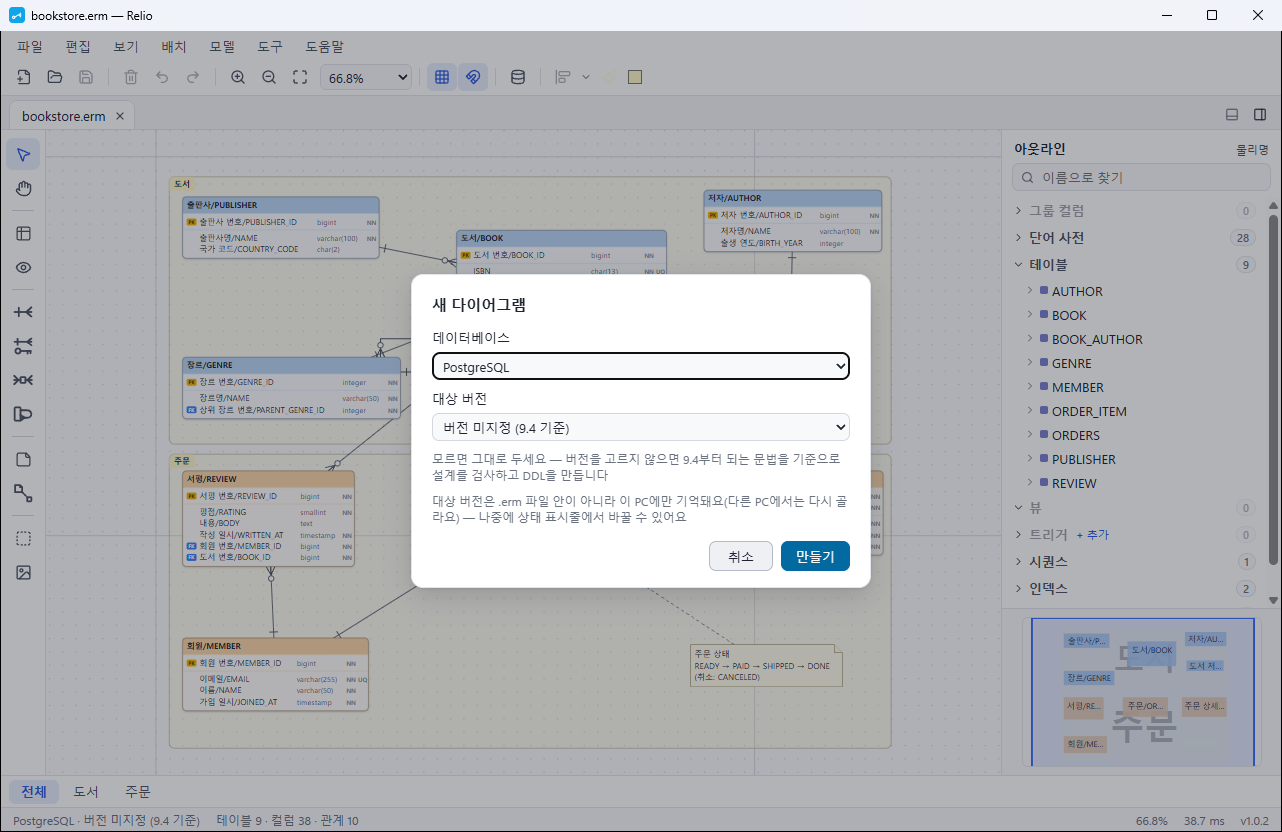 bookstore.erm — Relio
파일 편집 보기 배치 모델 도구 도움말
66.8%
bookstore.erm ×
도서
출판사/PUBLISHER
PK 출판사 번호/PUBLISHER_ID bigint NN
출판사명/NAME varchar(100) NN
국가 코드/COUNTRY_CODE char(2)
저자/AUTHOR
PK 저자 번호/AUTHOR_ID bigint NN
저자명/NAME varchar(100) NN
출생 연도/BIRTH_YEAR integer
도서/BOOK
PK 도서 번호/BOOK_ID bigint NN
ISBN char(13) NN UQ
장르/GENRE
PK 장르 번호/GENRE_ID integer NN
장르명/NAME varchar(50) NN
FK 상위 장르 번호/PARENT_GENRE_ID integer NN
주문
서평/REVIEW
PK 서평 번호/REVIEW_ID bigint NN
평점/RATING smallint NN
내용/BODY text
작성 일시/WRITTEN_AT timestamp NN
FK 회원 번호/MEMBER_ID bigint NN
FK 도서 번호/BOOK_ID bigint NN
NN
NN
NN
NN
NN
회원/MEMBER
PK 회원 번호/MEMBER_ID bigint NN
이메일/EMAIL varchar(255) NN UQ
이름/NAME varchar(50) NN
가입 일시/JOINED_AT timestamp NN
주문 상태
READY → PAID → SHIPPED → DONE
(취소: CANCELED)
새 다이어그램
데이터베이스
PostgreSQL
대상 버전
버전 미지정 (9.4 기준)
모르면 그대로 두세요 — 버전을 고르지 않으면 9.4부터 되는 문법을 기준으로
설계를 검사하고 DDL을 만듭니다
대상 버전은 .erm 파일 안이 아니라 이 PC에만 기억돼요(다른 PC에서는 다시 골
라요) — 나중에 상태 표시줄에서 바꿀 수 있어요
취소 만들기
아웃라인 물리명
이름으로 찾기
그룹 컬럼 0
단어 사전 28
테이블 9
AUTHOR
BOOK
BOOK_AUTHOR
GENRE
MEMBER
ORDER_ITEM
ORDERS
PUBLISHER
REVIEW
뷰 0
트리거 + 추가 0
시퀀스 1
인덱스 2
출판사/P...
저자/AU...
도서/BOOK
도서 저...
장르/GENRE
서평/RE...
주문/OR...
주문 상세...
주문
회원/ME...
전체 도서 주문
PostgreSQL · 버전 미지정 (9.4 기준) 테이블 9 · 컬럼 38 · 관계 10
66.8% 38.7 ms v1.0.2